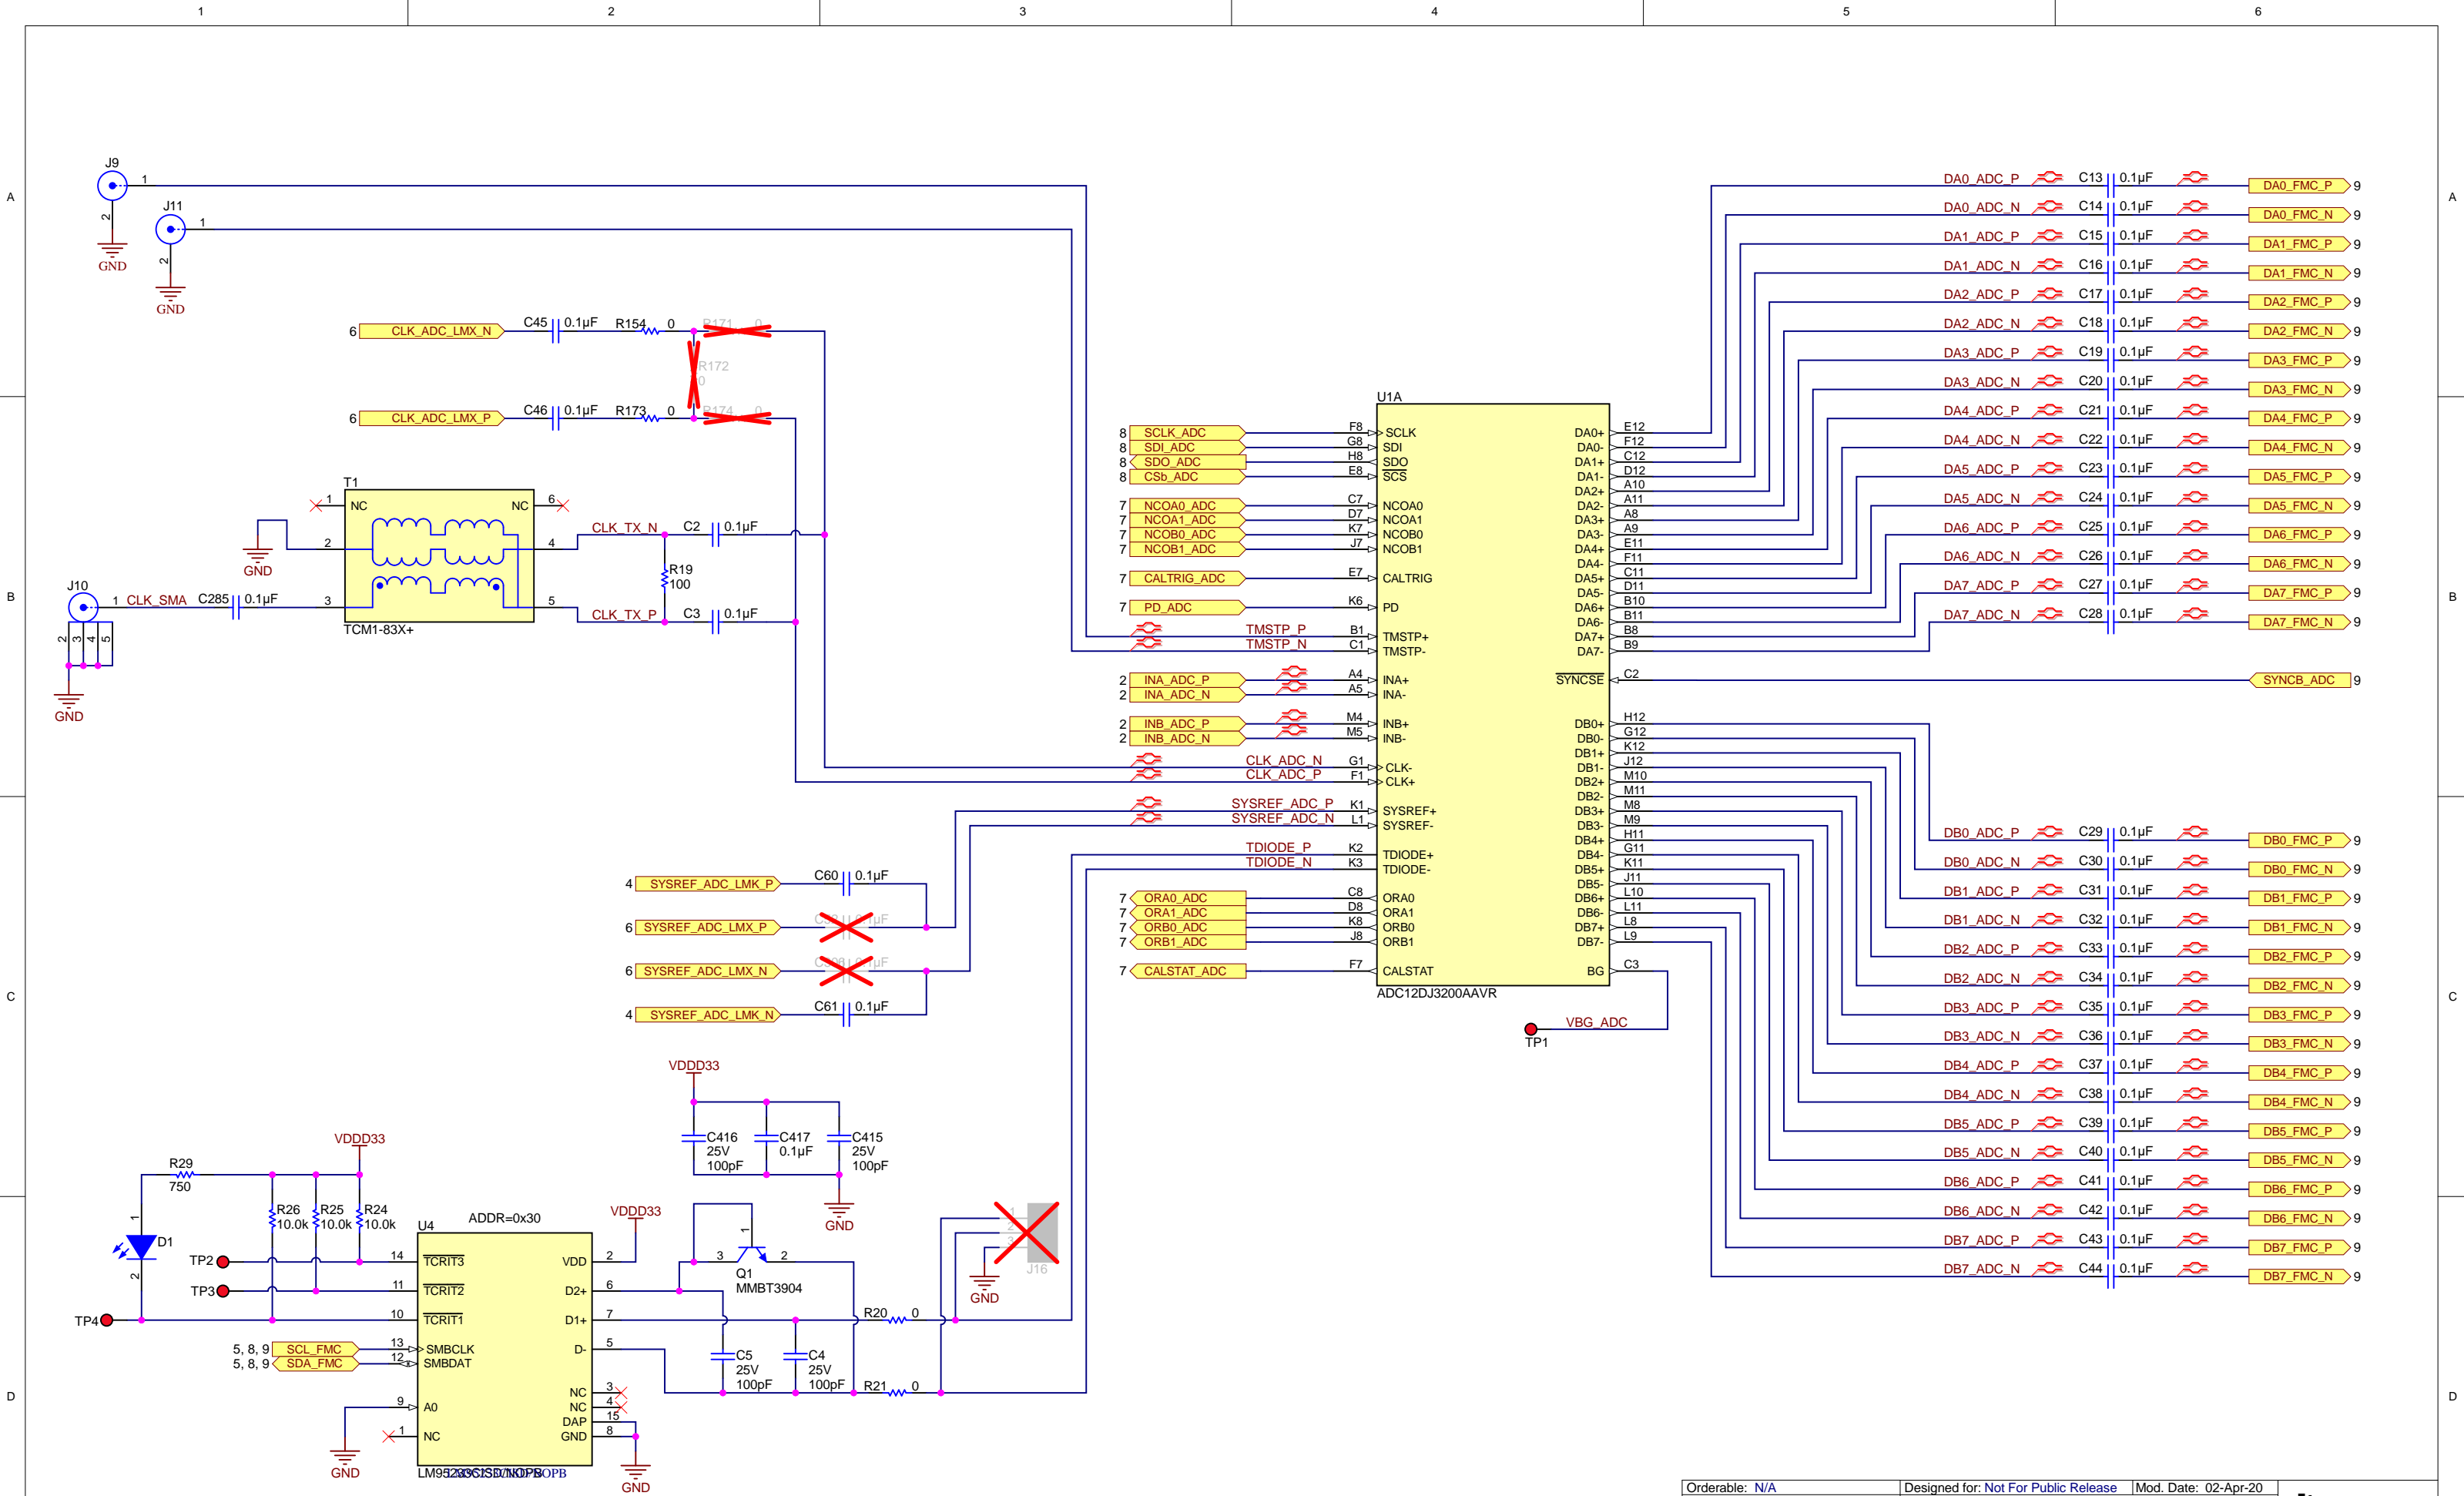 1 2 3 4 5 6
A A
B B
C C
D D
J9
1
2
GND
J11
1
2
GND
6 CLK_ADC_LMX_N C45 0.1µF R154 0 R171 0
R172
0
6 CLK_ADC_LMX_P C46 0.1µF R173 0 R174 0
T1
1 NC NC 6
2 4
3 5
TCM1-83X+
GND
J10
1 CLK_SMA C285 0.1µF
2 3 4 5
GND
CLK_TX_N C2 0.1µF
R19
100
CLK_TX_P C3 0.1µF
4 SYSREF_ADC_LMK_P C60 0.1µF
6 SYSREF_ADC_LMX_P
6 SYSREF_ADC_LMX_N
4 SYSREF_ADC_LMK_N C61 0.1µF
U1A
8 SCLK_ADC F8 SCLK
8 SDI_ADC G8 SDI
8 SDO_ADC H8 SDO
8 CSb_ADC E8 SCS
7 NCOA0_ADC C7 NCOA0
7 NCOA1_ADC D7 NCOA1
7 NCOB0_ADC K7 NCOB0
7 NCOB1_ADC J7 NCOB1
7 CALTRIG_ADC E7 CALTRIG
7 PD_ADC K6 PD
TMSTP_P B1 TMSTP+
TMSTP_N C1 TMSTP-
2 INA_ADC_P A4 INA+
2 INA_ADC_N A5 INA-
2 INB_ADC_P M4 INB+
2 INB_ADC_N M5 INB-
CLK_ADC_N G1 CLK-
CLK_ADC_P F1 CLK+
SYSREF_ADC_P K1 SYSREF+
SYSREF_ADC_N L1 SYSREF-
TDIODE_P K2 TDIODE+
TDIODE_N K3 TDIODE-
7 ORA0_ADC C8 ORA0
7 ORA1_ADC D8 ORA1
7 ORB0_ADC K8 ORB0
7 ORB1_ADC J8 ORB1
7 CALSTAT_ADC F7 CALSTAT
ADC12DJ3200AAVR
DA0+ E12
DA0- F12
DA1+ C12
DA1- D12
DA2+ A10
DA2- A11
DA3+ A8
DA3- A9
DA4+ E11
DA4- F11
DA5+ C11
DA5- D11
DA6+ B10
DA6- B11
DA7+ B8
DA7- B9
SYNCSE C2 SYNCB_ADC 9
DB0+ H12
DB0- G12
DB1+ K12
DB1- J12
DB2+ M10
DB2- M11
DB3+ M8
DB3- M9
DB4+ H11
DB4- G11
DB5+ K11
DB5- J11
DB6+ L10
DB6- L11
DB7+ L8
DB7- L9
BG C3
VBG_ADC
TP1
DA0_ADC_P C13 0.1µF DA0_FMC_P 9
DA0_ADC_N C14 0.1µF DA0_FMC_N 9
DA1_ADC_P C15 0.1µF DA1_FMC_P 9
DA1_ADC_N C16 0.1µF DA1_FMC_N 9
DA2_ADC_P C17 0.1µF DA2_FMC_P 9
DA2_ADC_N C18 0.1µF DA2_FMC_N 9
DA3_ADC_P C19 0.1µF DA3_FMC_P 9
DA3_ADC_N C20 0.1µF DA3_FMC_N 9
DA4_ADC_P C21 0.1µF DA4_FMC_P 9
DA4_ADC_N C22 0.1µF DA4_FMC_N 9
DA5_ADC_P C23 0.1µF DA5_FMC_P 9
DA5_ADC_N C24 0.1µF DA5_FMC_N 9
DA6_ADC_P C25 0.1µF DA6_FMC_P 9
DA6_ADC_N C26 0.1µF DA6_FMC_N 9
DA7_ADC_P C27 0.1µF DA7_FMC_P 9
DA7_ADC_N C28 0.1µF DA7_FMC_N 9
DB0_ADC_P C29 0.1µF DB0_FMC_P 9
DB0_ADC_N C30 0.1µF DB0_FMC_N 9
DB1_ADC_P C31 0.1µF DB1_FMC_P 9
DB1_ADC_N C32 0.1µF DB1_FMC_N 9
DB2_ADC_P C33 0.1µF DB2_FMC_P 9
DB2_ADC_N C34 0.1µF DB2_FMC_N 9
DB3_ADC_P C35 0.1µF DB3_FMC_P 9
DB3_ADC_N C36 0.1µF DB3_FMC_N 9
DB4_ADC_P C37 0.1µF DB4_FMC_P 9
DB4_ADC_N C38 0.1µF DB4_FMC_N 9
DB5_ADC_P C39 0.1µF DB5_FMC_P 9
DB5_ADC_N C40 0.1µF DB5_FMC_N 9
DB6_ADC_P C41 0.1µF DB6_FMC_P 9
DB6_ADC_N C42 0.1µF DB6_FMC_N 9
DB7_ADC_P C43 0.1µF DB7_FMC_P 9
DB7_ADC_N C44 0.1µF DB7_FMC_N 9
VDDD33
C416
25V
100pF
C417
0.1µF
C415
25V
100pF
GND
VDDD33
R29
750
R26
10.0k
R25
10.0k
R24
10.0k
1
D1
2
TP2
TP3
TP4
U4
ADDR=0x30
14 TCRIT3
11 TCRIT2
10 TCRIT1
5, 8, 9 SCL_FMC 13 SMBCLK
5, 8, 9 SDA_FMC 12 SMBDAT
9 A0
1 NC
GND
VDD 2
D2+ 6
D1+ 7
D- 5
NC 3
NC 4
DAP 15
GND 8
GND
VDDD33
3 1 2
Q1
MMBT3904
R20 0
C5
25V
100pF
C4
25V
100pF
R21 0
1
2
3
J16
GND
Orderable: N/A
Designed for: Not For Public Release
Mod. Date: 02-Apr-20